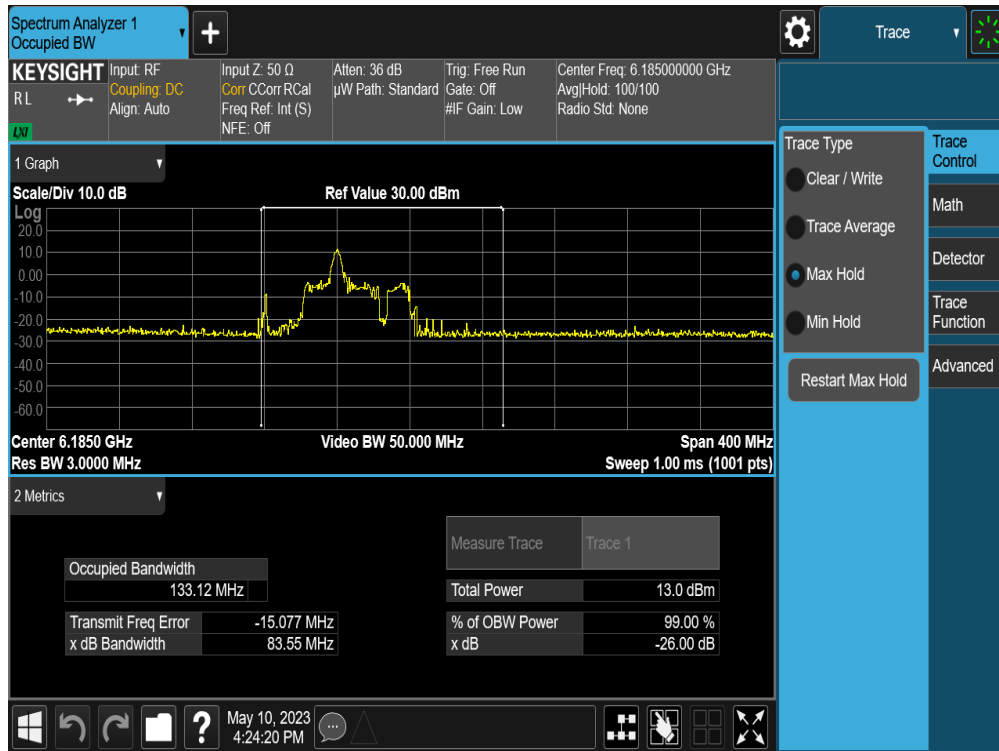 Spectrum Analyzer 1
Occupied BW
Trace
KEYSIGHT
RL
LXI
Input: RF
Coupling: DC
Align: Auto
Input Z: 50 Ω
Corr CCorr RCal
Freq Ref: Int (S)
NFE: Off
Atten: 36 dB
µW Path: Standard
Trig: Free Run
Gate: Off
#IF Gain: Low
Center Freq: 6.185000000 GHz
Avg|Hold: 100/100
Radio Std: None
1 Graph
Scale/Div 10.0 dB
Ref Value 30.00 dBm
Log
20.0
10.0
0.00
-10.0
-20.0
-30.0
-40.0
-50.0
-60.0
Center 6.1850 GHz
Video BW 50.000 MHz
Span 400 MHz
Res BW 3.0000 MHz
Sweep 1.00 ms (1001 pts)
2 Metrics
Measure Trace
Trace 1
Occupied Bandwidth
133.12 MHz
Total Power
13.0 dBm
Transmit Freq Error
-15.077 MHz
% of OBW Power
99.00 %
x dB Bandwidth
83.55 MHz
x dB
-26.00 dB
Trace Type
Clear / Write
Trace Average
Max Hold
Min Hold
Restart Max Hold
Trace
Control
Math
Detector
Trace
Function
Advanced
?
May 10, 2023
4:24:20 PM